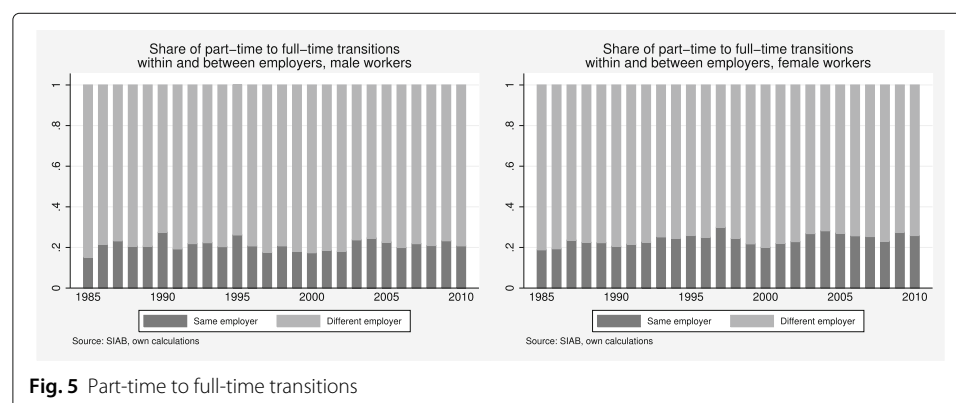 Share of part−time to full−time transitions
within and between employers, male workers
1
.8
.6
.4
.2
0
1985 1990 1995 2000 2005 2010
Same employer Different employer
Source: SIAB, own calculations
Share of part−time to full−time transitions
within and between employers, female workers
1
.8
.6
.4
.2
0
1985 1990 1995 2000 2005 2010
Same employer Different employer
Source: SIAB, own calculations
Fig. 5 Part-time to full-time transitions